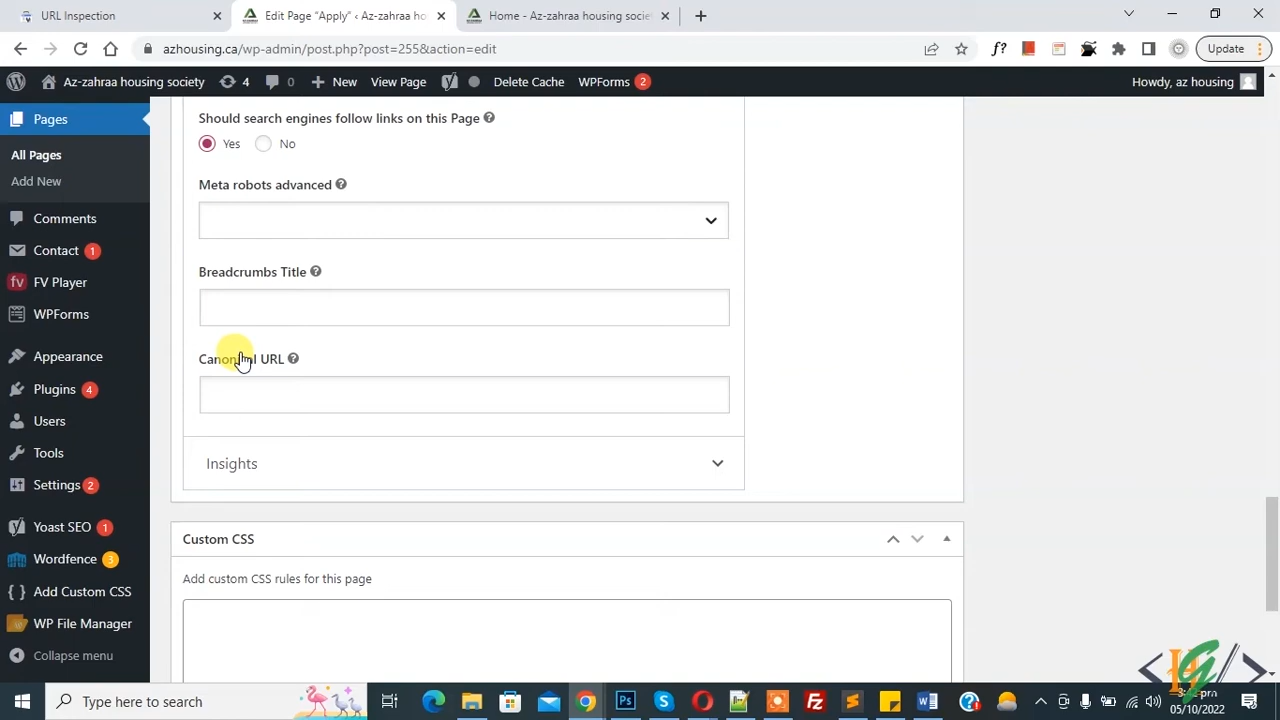 URL Inspection
Edit Page “Apply” ‹ Az-zahraa ho
Home - Az-zahraa housing societ
azhousing.ca/wp-admin/post.php?post=255&action=edit
f?
Update
Az-zahraa housing society
4
0
New
View Page
Delete Cache
WPForms 2
Howdy, az housing
Pages
All Pages
Add New
Comments
Contact 1
FV Player
WPForms
Appearance
Plugins 4
Users
Tools
Settings 2
Yoast SEO 1
Wordfence 3
Add Custom CSS
WP File Manager
Collapse menu
Should search engines follow links on this Page
Yes
No
Meta robots advanced
Breadcrumbs Title
URL
Insights
Custom CSS
Add custom CSS rules for this page
Type here to search
pm
05/10/2022